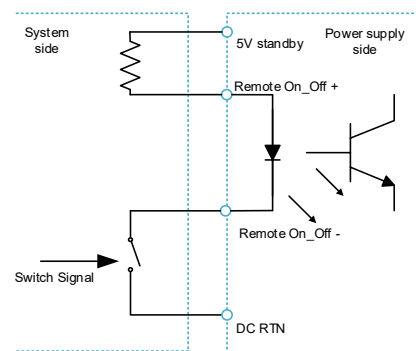 System
side
5V standby
Power supply
side
Remote On_Off +
Remote On_Off -
Switch Signal
DC RTN